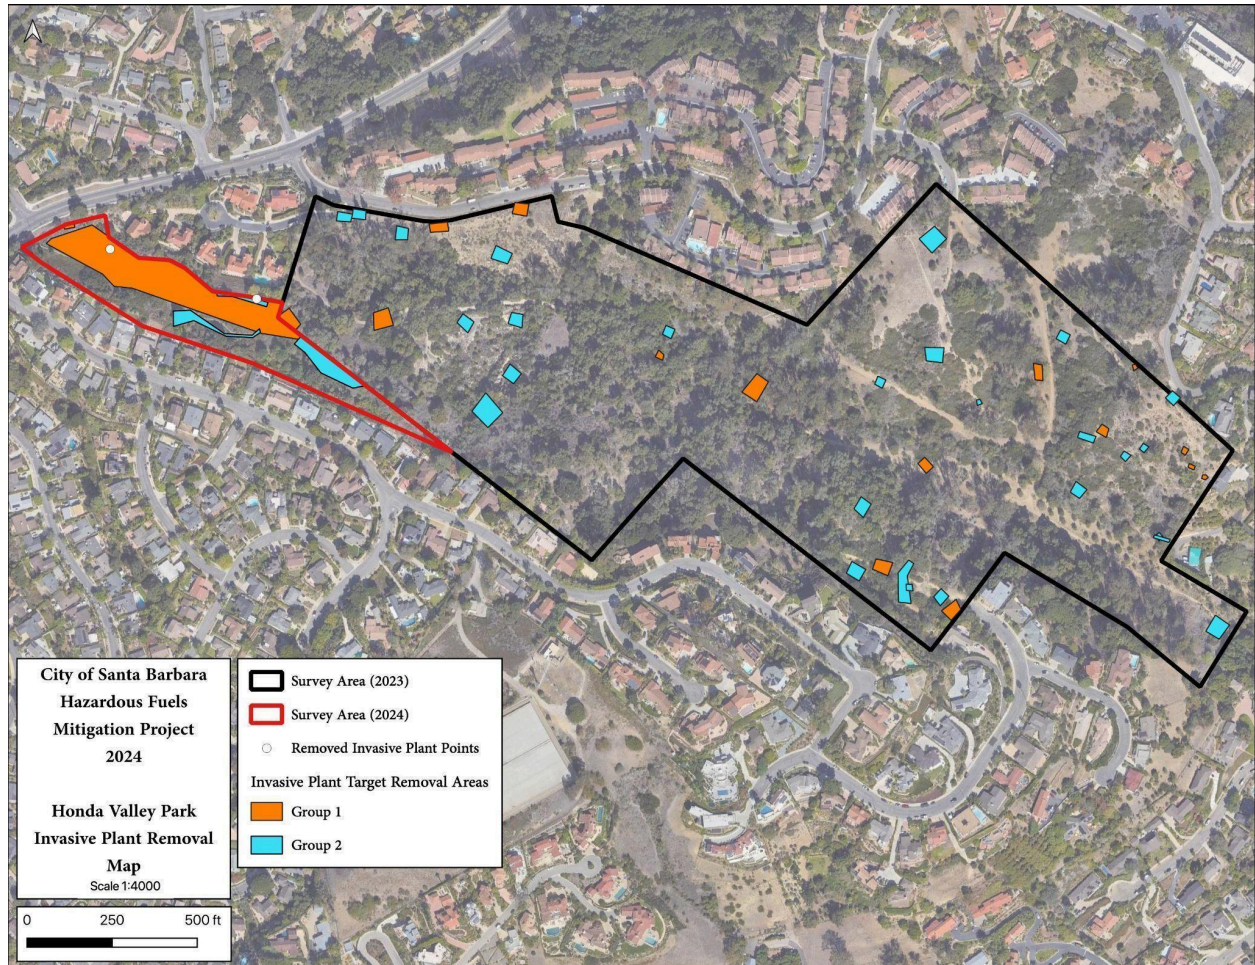 City of Santa Barbara
Hazardous Fuels
Mitigation Project
2024
Honda Valley Park
Invasive Plant Removal
Map
Scale 1:4000
0 250 500 ft
Survey Area (2023)
Survey Area (2024)
Removed Invasive Plant Points
Invasive Plant Target Removal Areas
Group 1
Group 2